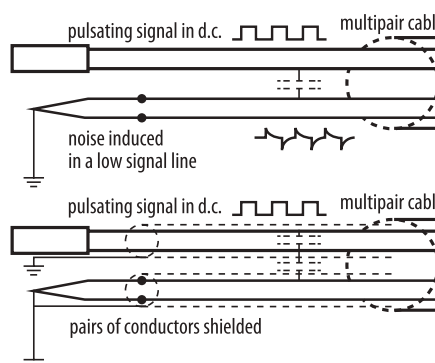 pulsating signal in d.c.
multipair cabl
noise induced
in a low signal line
pulsating signal in d.c.
multipair cabl
pairs of conductors shielded